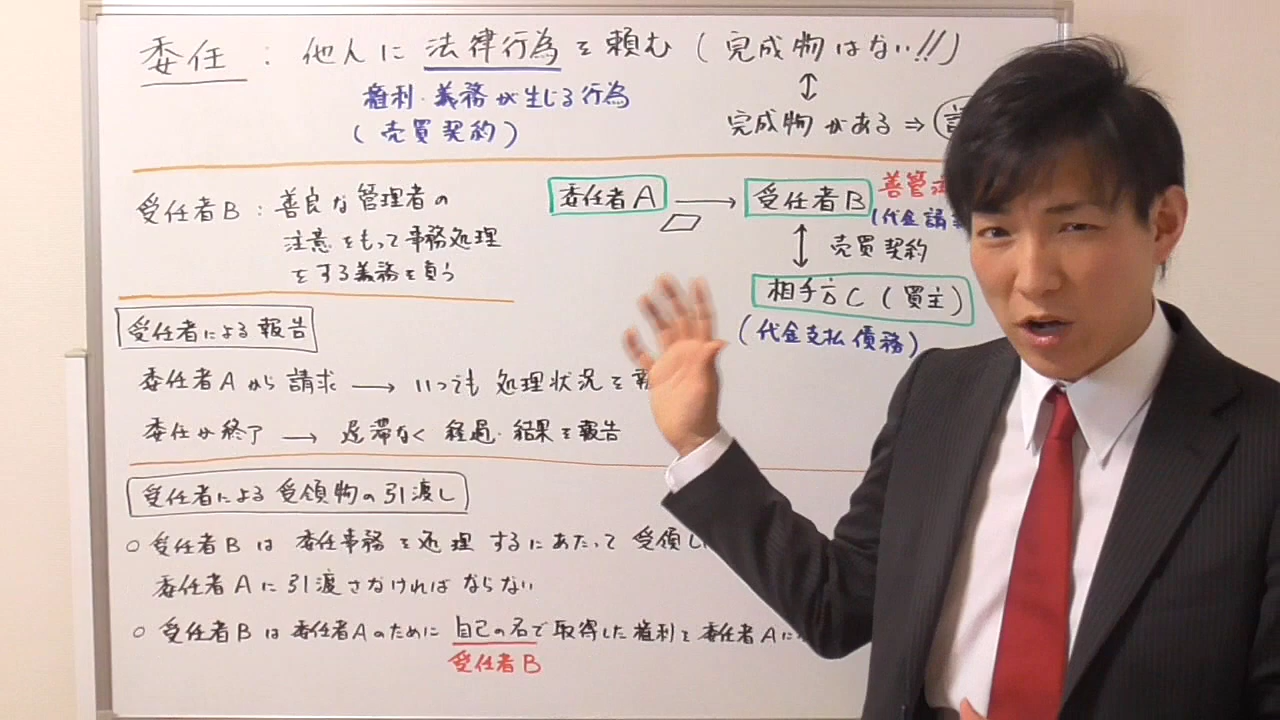 委任 : 他人に 法律行為 を頼む ( 完成物はない!! )
権利・義務が生じる行為
( 売買契約 )
完成物がある ⇒
受任者B : 善良な管理者の
注意をもって事務処理
をする義務を負う
委任者A → 受任者B
善管
(代金請
売買契約
相手方C (買主)
(代金支払債務)
受任者による報告
委任者Aから請求 → いつでも 処理状況を
委任が終了 → 遅滞なく 経過・結果を報告
受任者による受領物の引渡し
○ 受任者Bは 委任事務を処理 するにあたって 受領し
委任者Aに引渡さなければならない
○ 受任者Bは委任者Aのために 自己の名で取得した権利を委任者Aに
受任者B